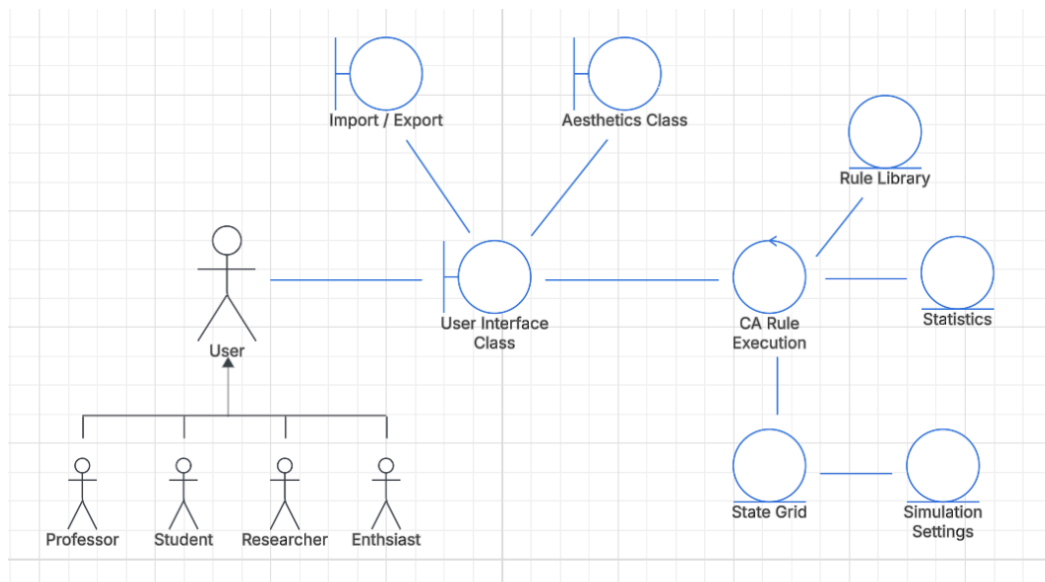 Import / Export
Aesthetics Class
Rule Library
User Interface
Class
CA Rule
Execution
Statistics
User
State Grid
Simulation
Settings
Professor
Student
Researcher
Enthsiast